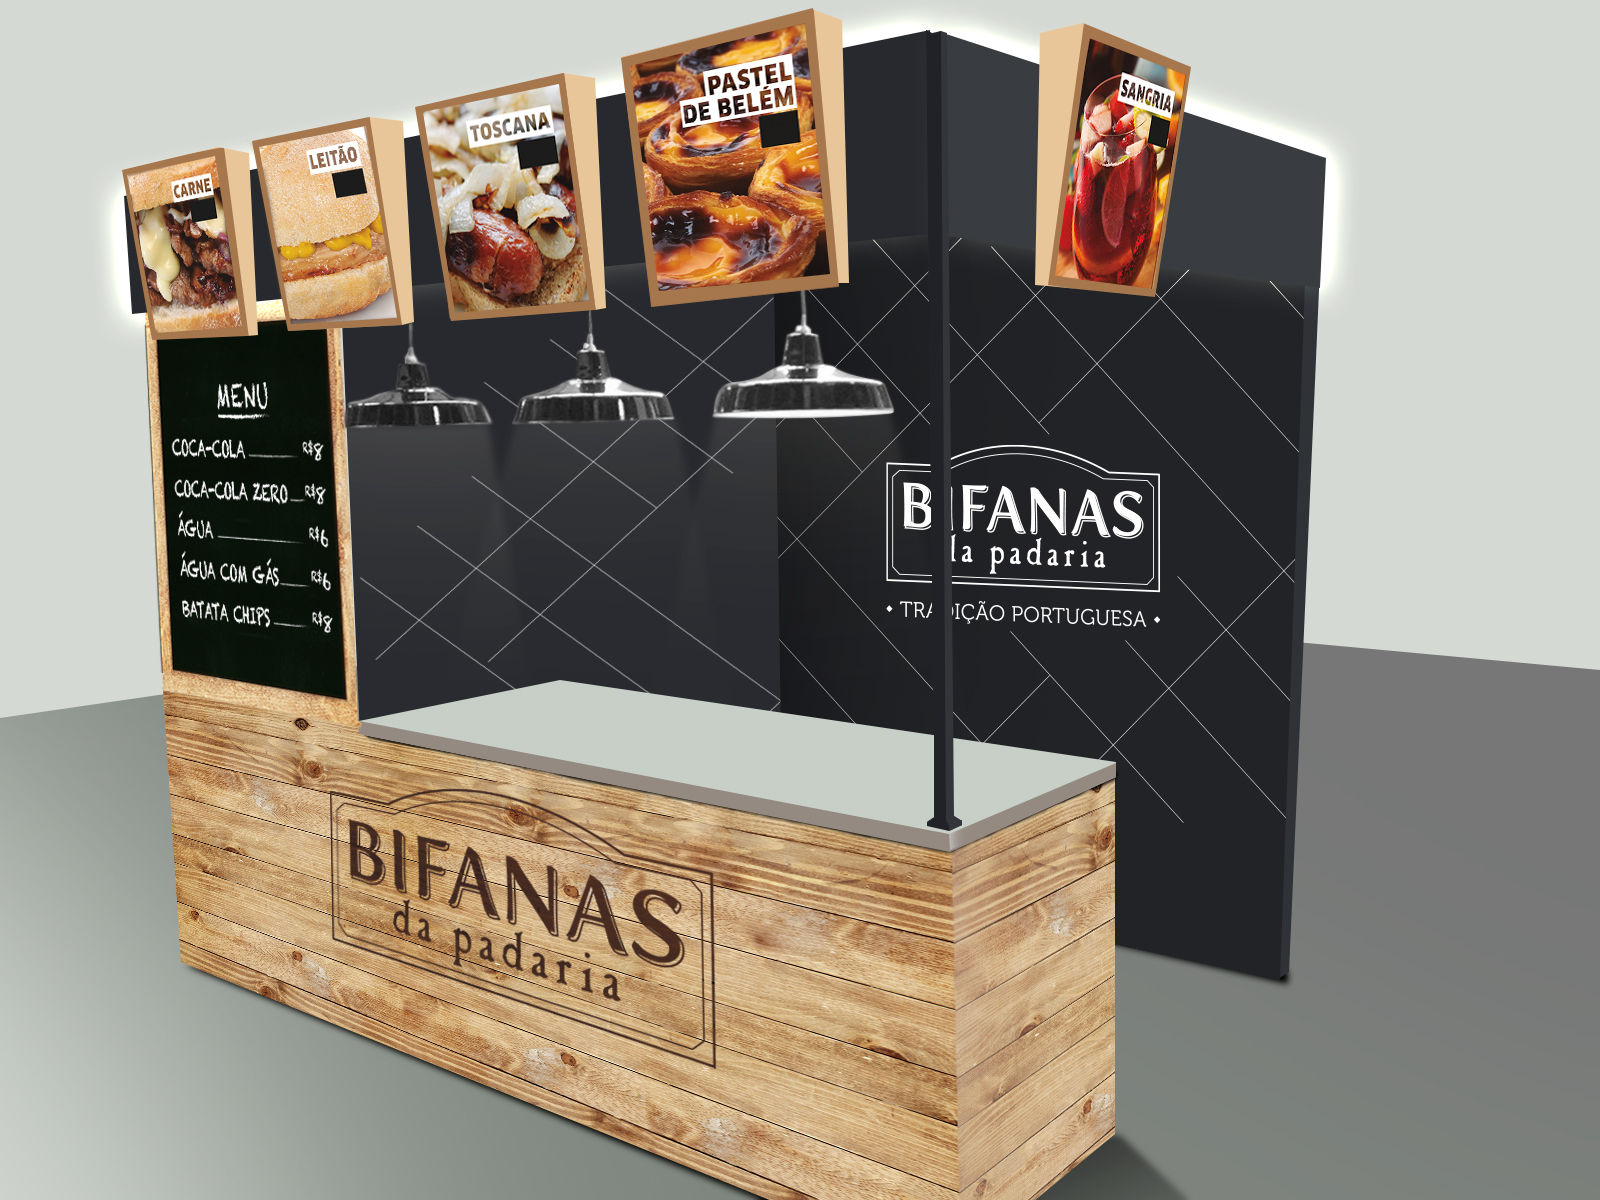 CARNE
LEITÃO
TOSCANA
PASTEL
DE BELÉM
SANGRIA
MENU
COCA-COLA R$8
COCA-COLA ZERO R$8
ÁGUA R$6
ÁGUA COM GÁS R$6
BATATA CHIPS R$8
BIFANAS
da padaria
• TRADIÇÃO PORTUGUESA •
BIFANAS
da padaria